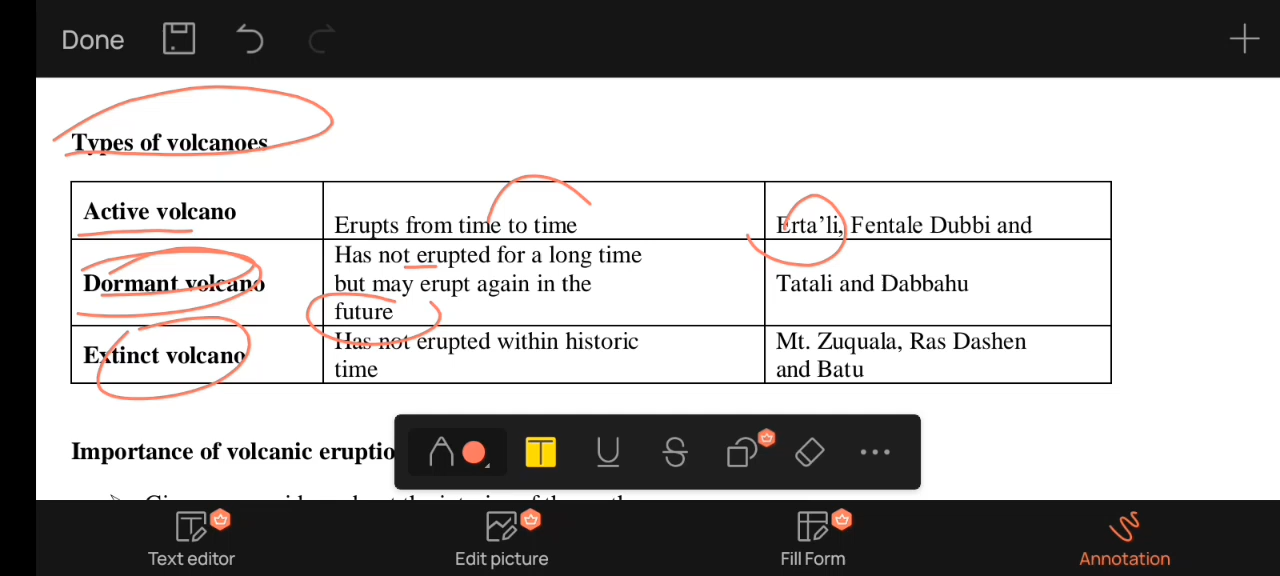 Done
Types of volcanoes
Active volcano
Erupts from time to time
Erta’li, Fentale Dubbi and
Dormant volcano
Has not erupted for a long time
but may erupt again in the
future
Tatali and Dabbahu
Extinct volcano
Has not erupted within historic
time
Mt. Zuquala, Ras Dashen
and Batu
Importance of volcanic eruptio
Text editor
Edit picture
Fill Form
Annotation